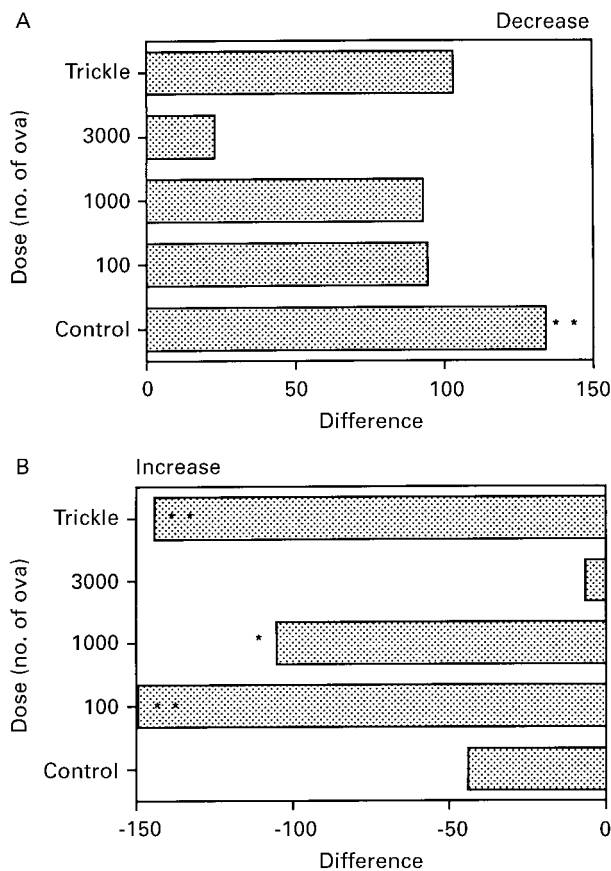 A
Decrease
Dose (no. of ova)
Trickle
3000
1000
100
Control
* *
0 50 100 150
Difference
B
Increase
Dose (no. of ova)
Trickle
* *
3000
1000
*
100
* *
Control
-150 -100 -50 0
Difference